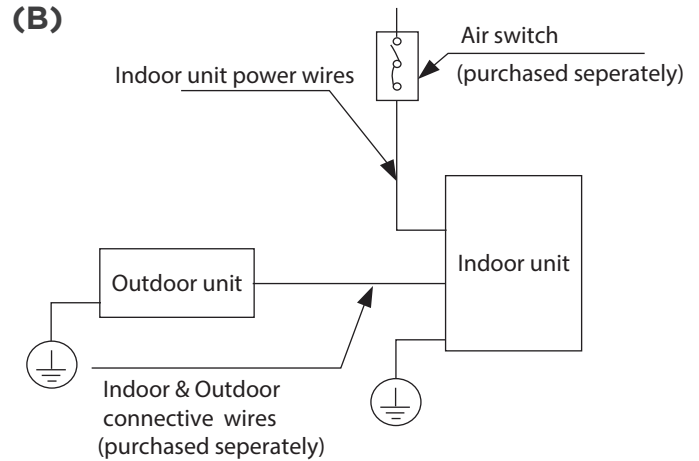 (B)
Air switch
(purchased seperately)
Indoor unit power wires
Indoor unit
Outdoor unit
Indoor & Outdoor
connective wires
(purchased seperately)